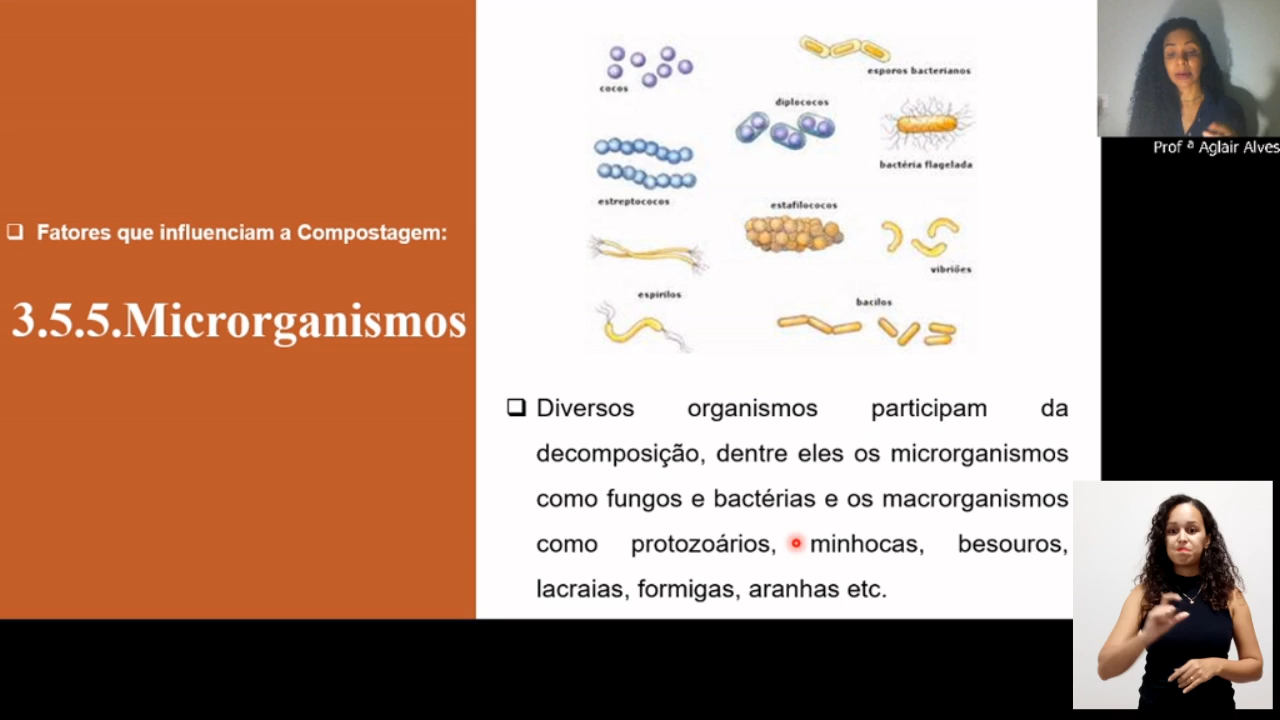 ❑ Fatores que influenciam a Compostagem:
3.5.5.Microrganismos
cocos
esporos bacterianos
diplococos
bactéria flagelada
estreptococos
estafilococos
vibriões
espirilos
bacilos
❑ Diversos organismos participam da
decomposição, dentre eles os microrganismos
como fungos e bactérias e os macrorganismos
como protozoários, minhocas, besouros,
lacraias, formigas, aranhas etc.
Prof ª Aglair Alves